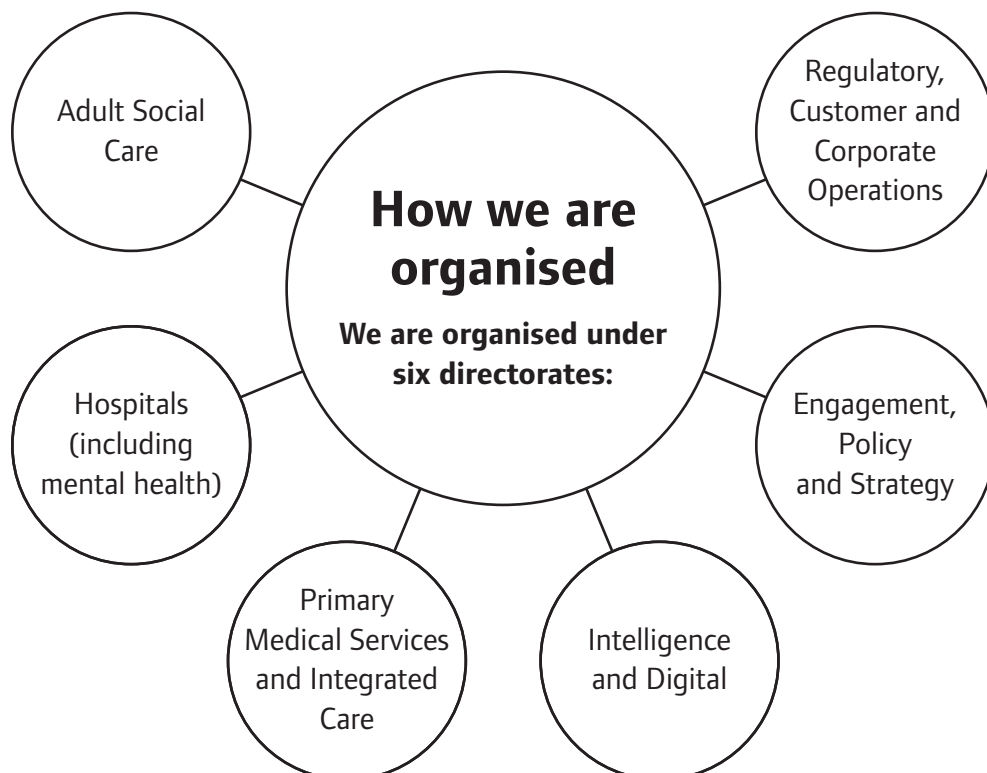 How we are
organised
We are organised under
six directorates:
Adult Social
Care
Hospitals
(including
mental health)
Primary
Medical Services
and Integrated
Care
Intelligence
and Digital
Engagement,
Policy
and Strategy
Regulatory,
Customer and
Corporate
Operations